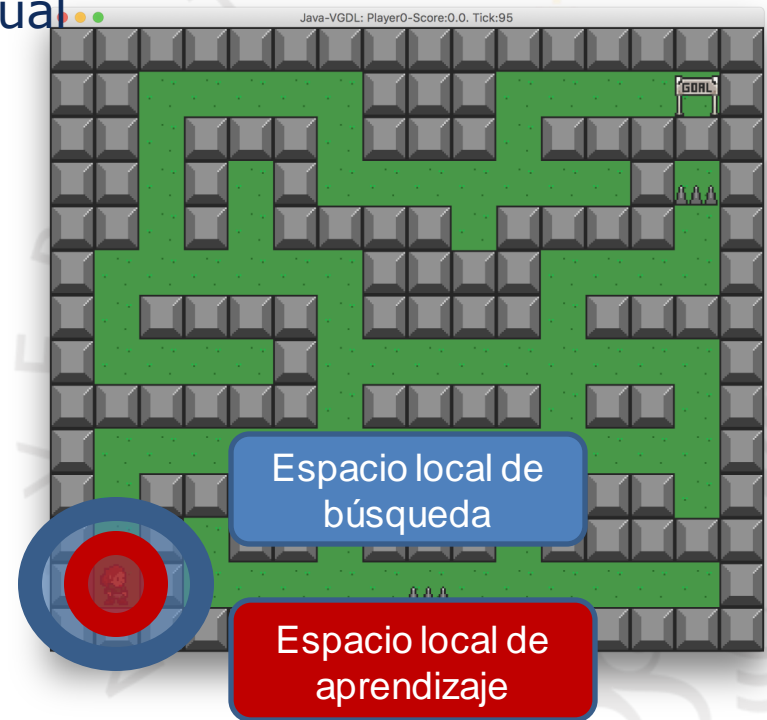 ual
Java-VGDL: Player0-Score:0.0. Tick:95
GOAL
Espacio local de
búsqueda
Espacio local de
aprendizaje